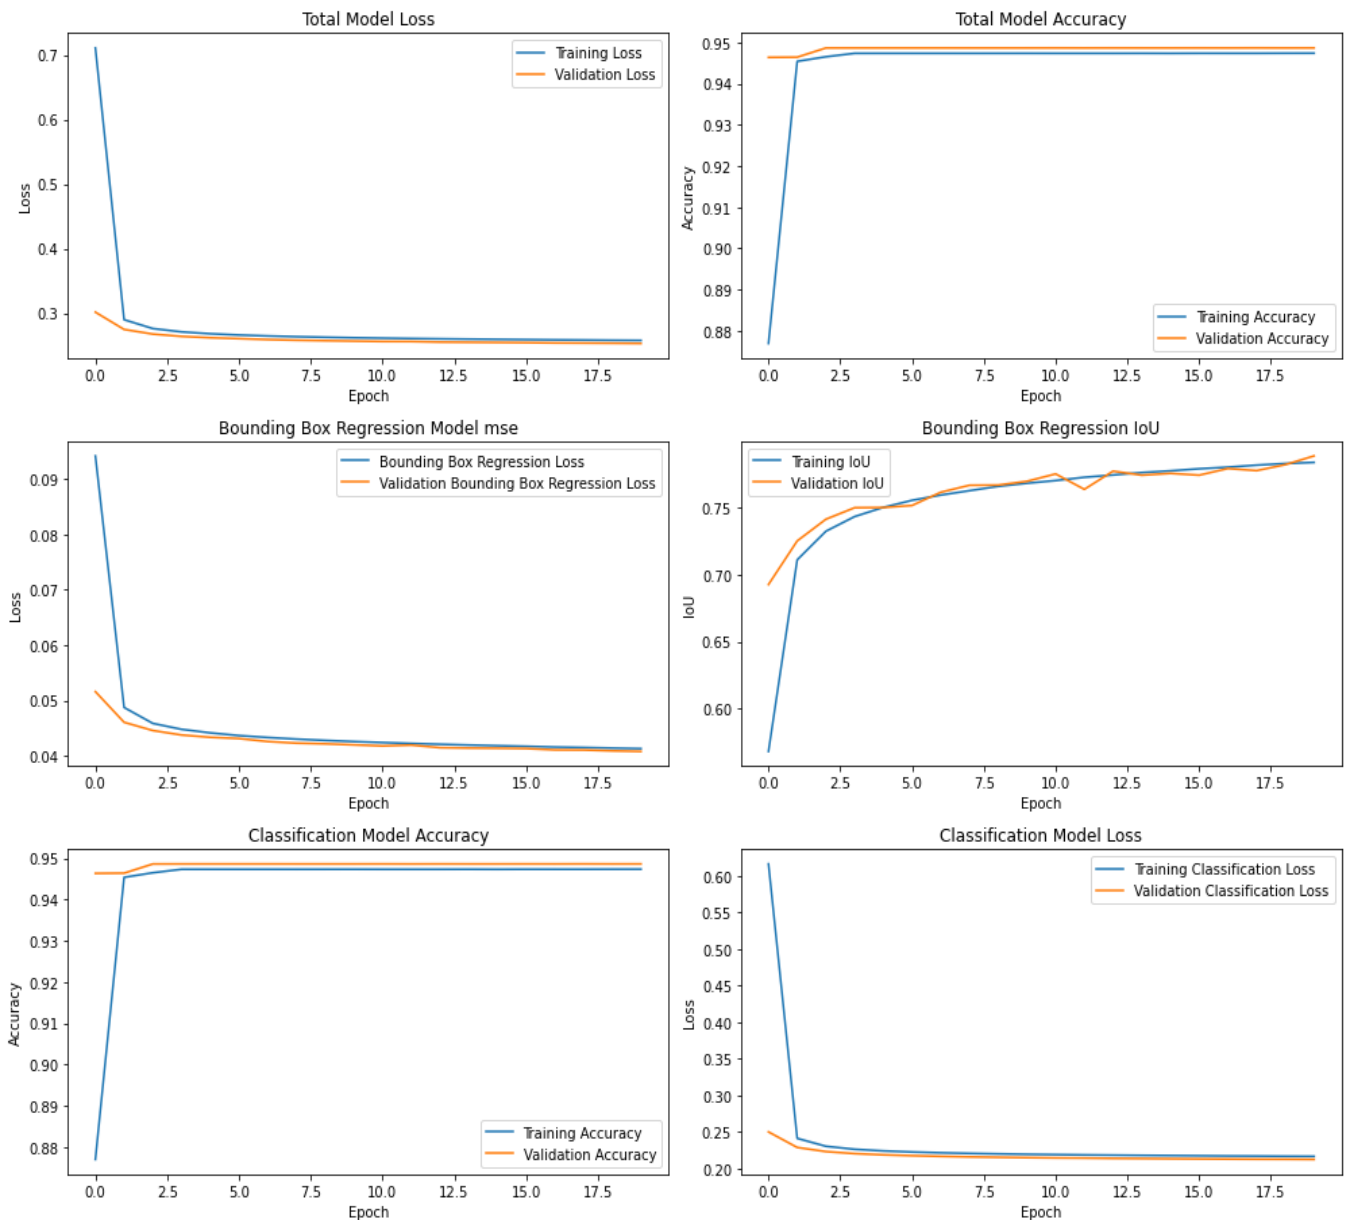 Total Model Loss
0.7
0.6
0.5
0.4
0.3
Loss
Training Loss
Validation Loss
0.0 2.5 5.0 7.5 10.0 12.5 15.0 17.5
Epoch
Total Model Accuracy
0.95
0.94
0.93
0.92
0.91
0.90
0.89
0.88
Accuracy
Training Accuracy
Validation Accuracy
0.0 2.5 5.0 7.5 10.0 12.5 15.0 17.5
Epoch
Bounding Box Regression Model mse
0.09
0.08
0.07
0.06
0.05
0.04
Loss
Bounding Box Regression Loss
Validation Bounding Box Regression Loss
0.0 2.5 5.0 7.5 10.0 12.5 15.0 17.5
Epoch
Bounding Box Regression IoU
0.75
0.70
0.65
0.60
IoU
Training IoU
Validation IoU
0.0 2.5 5.0 7.5 10.0 12.5 15.0 17.5
Epoch
Classification Model Accuracy
0.95
0.94
0.93
0.92
0.91
0.90
0.89
0.88
Accuracy
Training Accuracy
Validation Accuracy
0.0 2.5 5.0 7.5 10.0 12.5 15.0 17.5
Epoch
Classification Model Loss
0.60
0.55
0.50
0.45
0.40
0.35
0.30
0.25
0.20
Loss
Training Classification Loss
Validation Classification Loss
0.0 2.5 5.0 7.5 10.0 12.5 15.0 17.5
Epoch